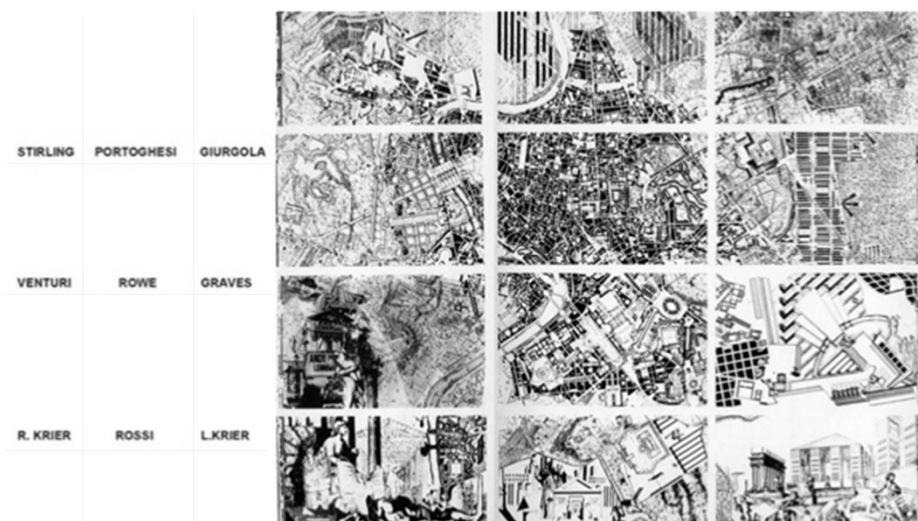 STIRLING PORTOGHESI GIURGOLA
VENTURI ROWE GRAVES
R. KRIER ROSSI L.KRIER